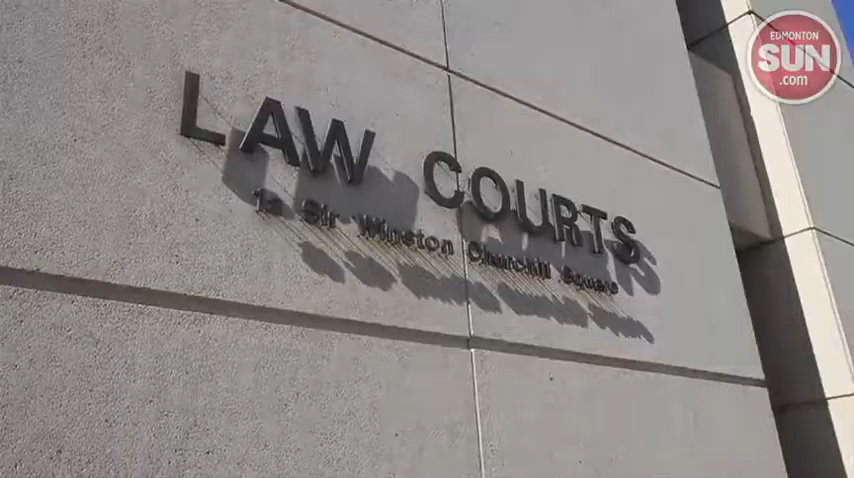 EDMONTON
SUN
.com
LAW COURTS
1a Sir Winston Churchill Square